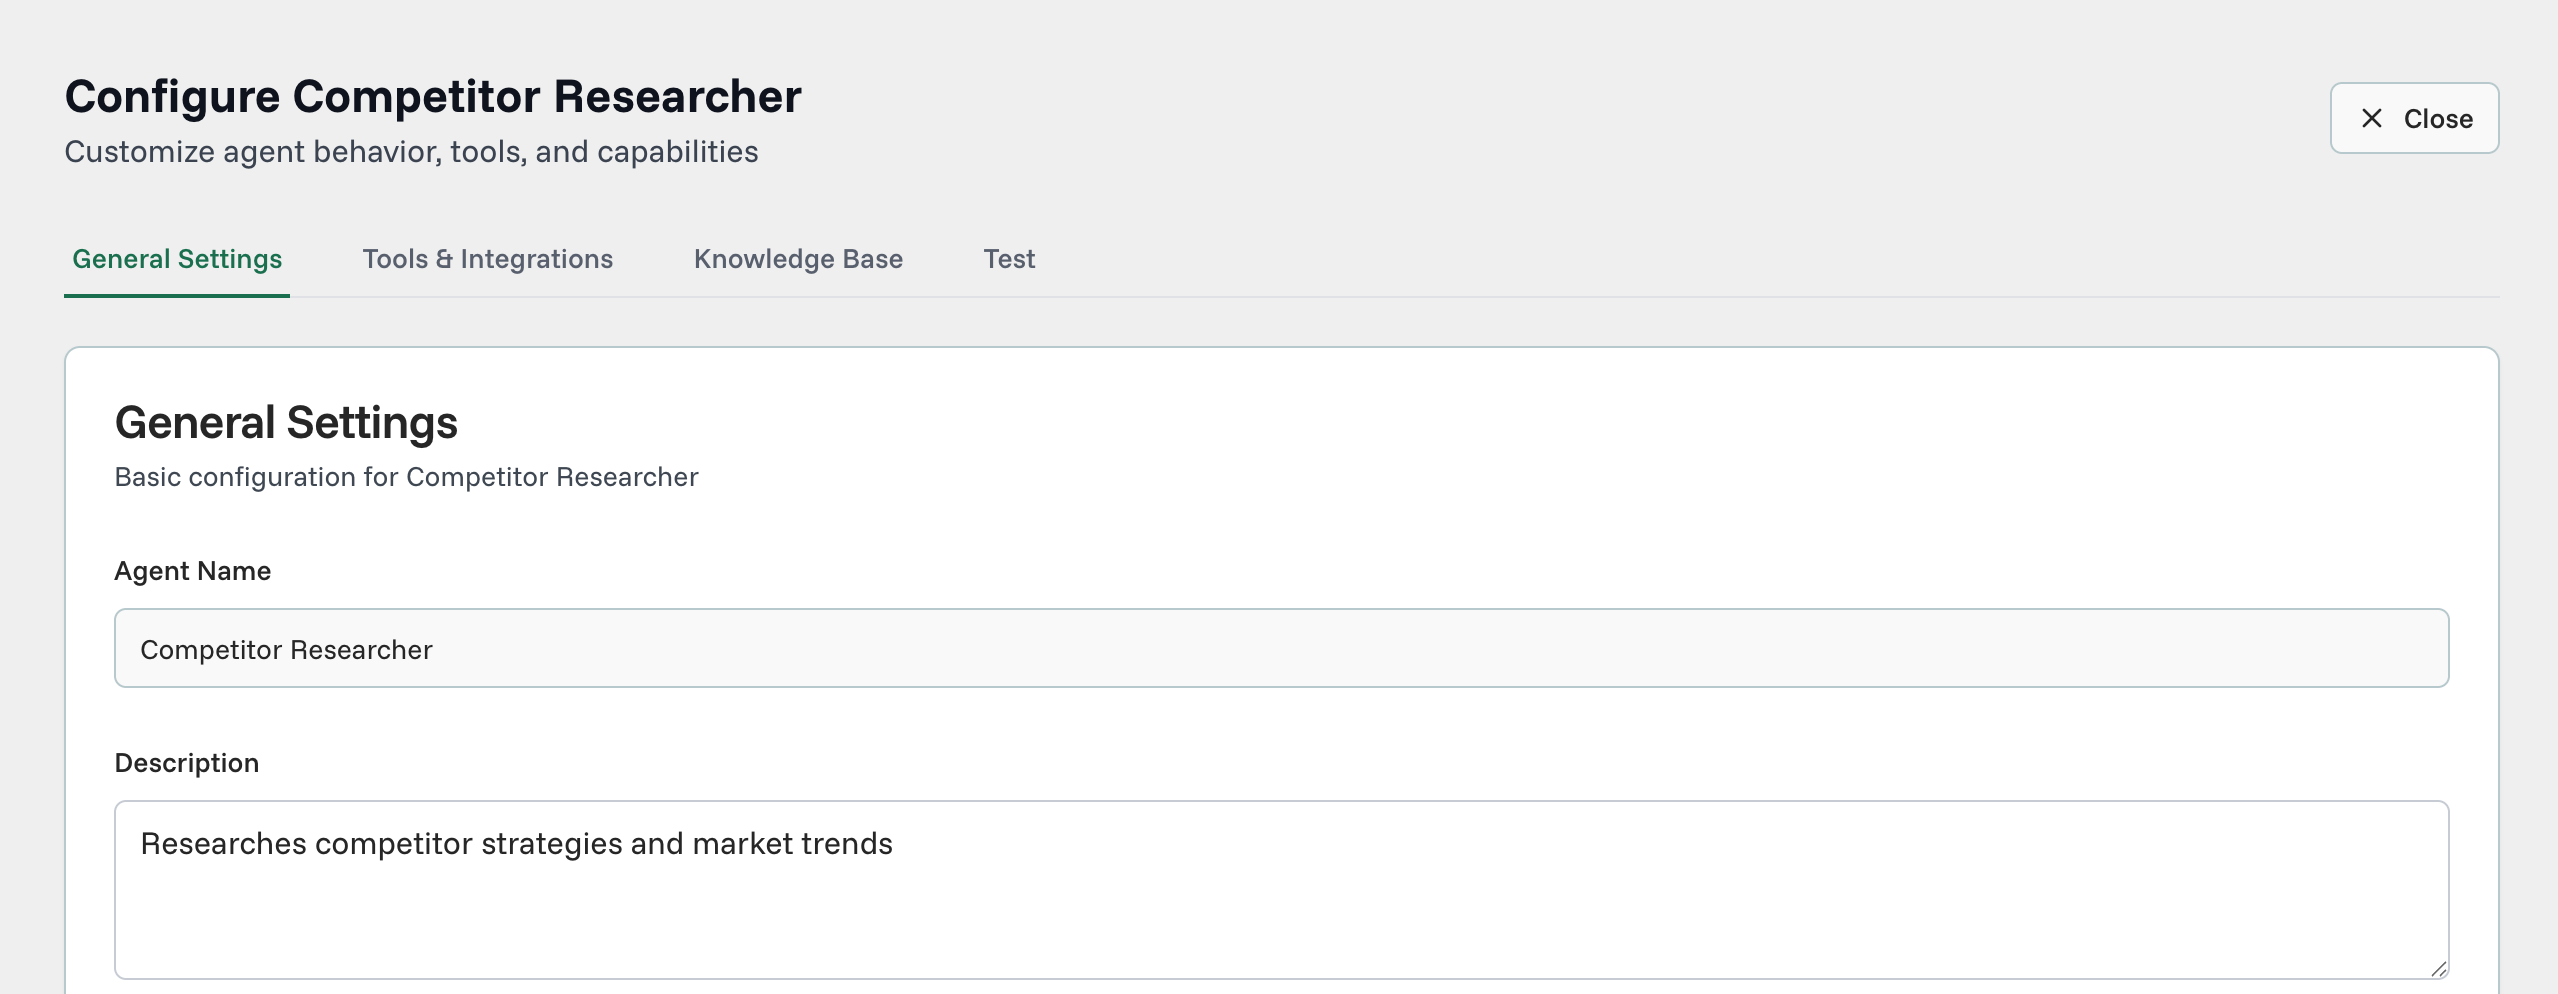 Configure Competitor Researcher
Customize agent behavior, tools, and capabilities
Close
General Settings
Tools & Integrations
Knowledge Base
Test
General Settings
Basic configuration for Competitor Researcher
Agent Name
Competitor Researcher
Description
Researches competitor strategies and market trends